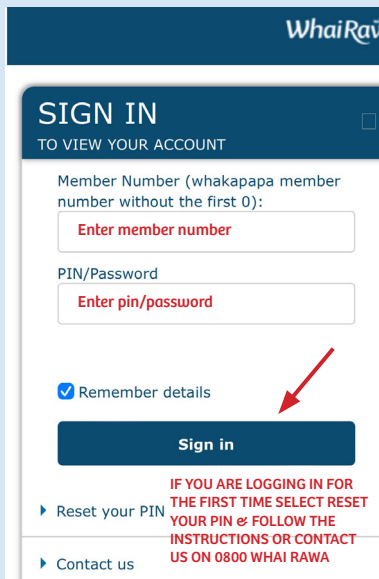 WhaiRaw
SIGN IN
TO VIEW YOUR ACCOUNT
Member Number (whakapapa member
number without the first 0):
Enter member number
PIN/Password
Enter pin/password
Remember details
Sign in
Reset your PIN
IF YOU ARE LOGGING IN FOR
THE FIRST TIME SELECT RESET
YOUR PIN & FOLLOW THE
INSTRUCTIONS OR CONTACT
US ON 0800 WHAI RAWA
Contact us